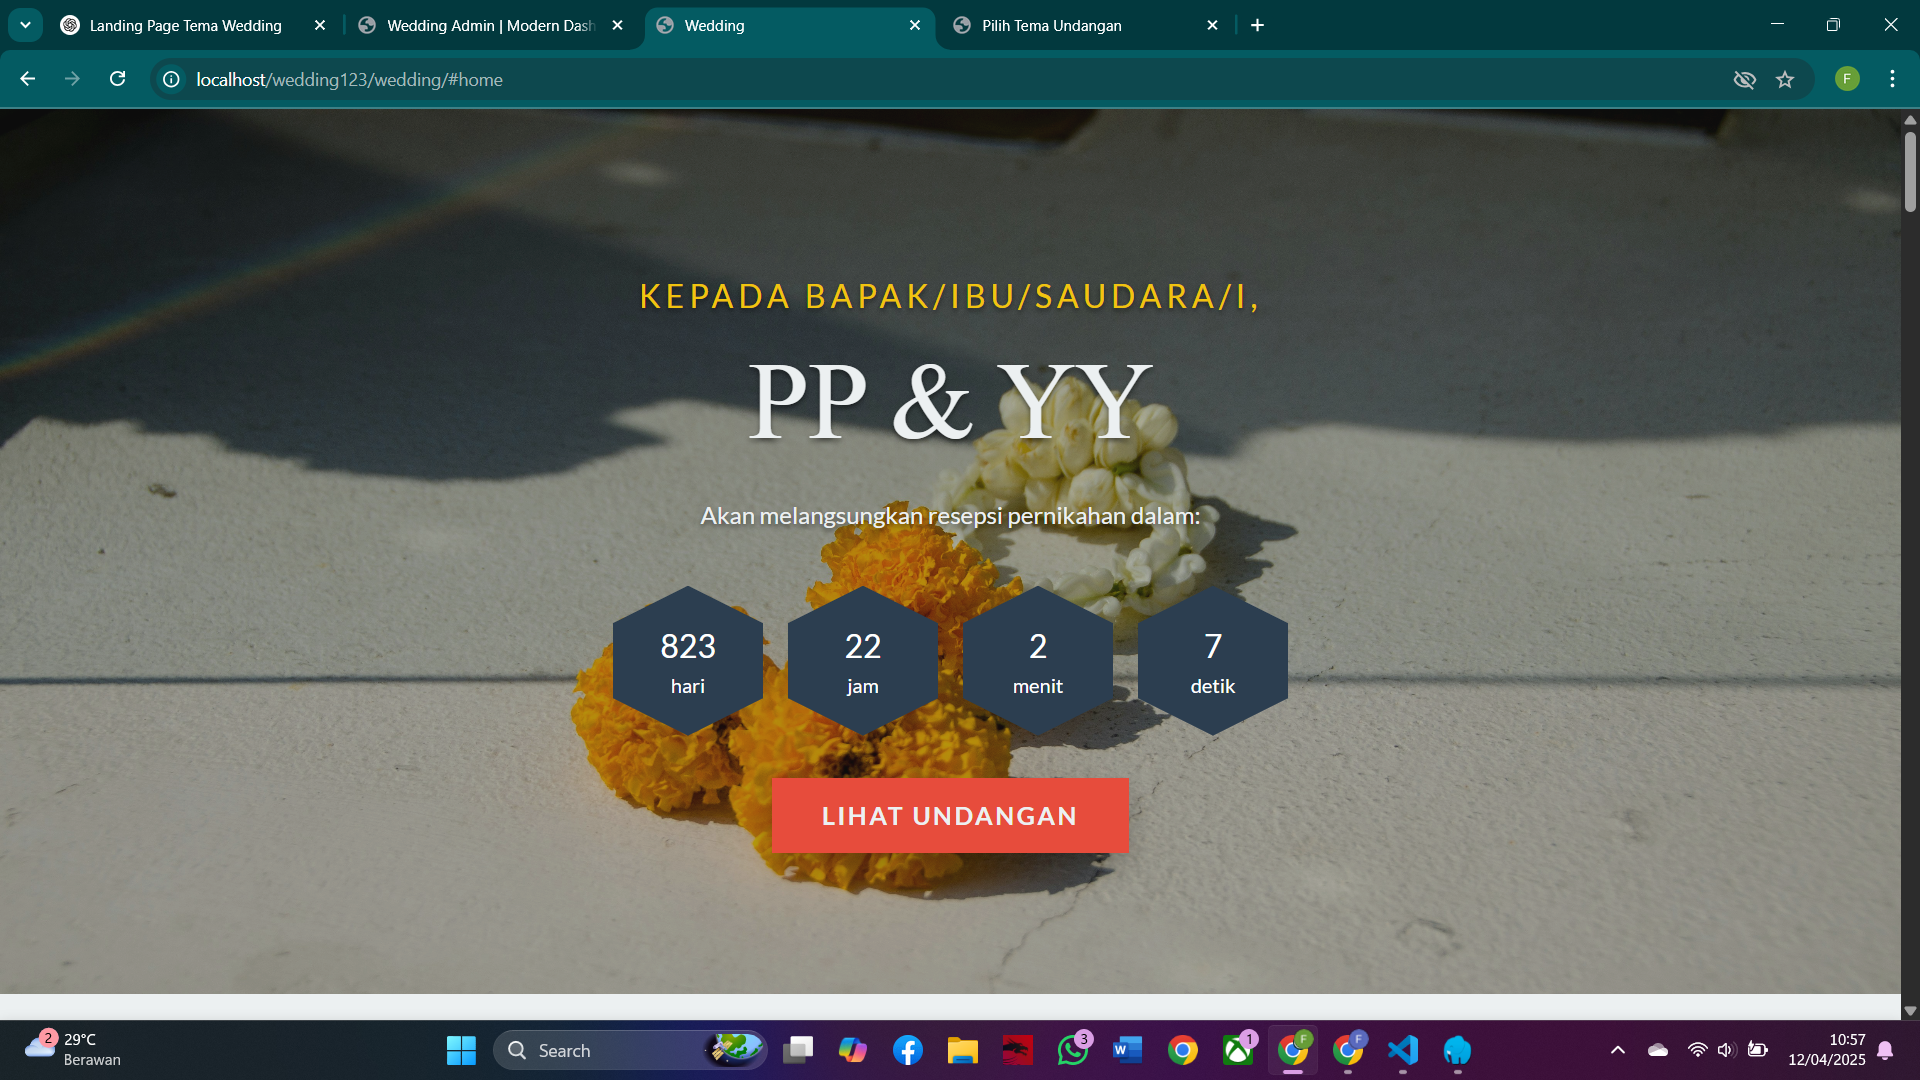 Landing Page Tema Wedding
Wedding Admin | Modern Dash
Wedding
Pilih Tema Undangan
localhost/wedding123/wedding/#home
F
KEPADA BAPAK/IBU/SAUDARA/I,
PP & YY
Akan melangsungkan resepsi pernikahan dalam:
823 22 2 7
hari jam menit detik
LIHAT UNDANGAN
2
29°C
Berawan
Search
3
W
1
F
F
10:57
12/04/2025